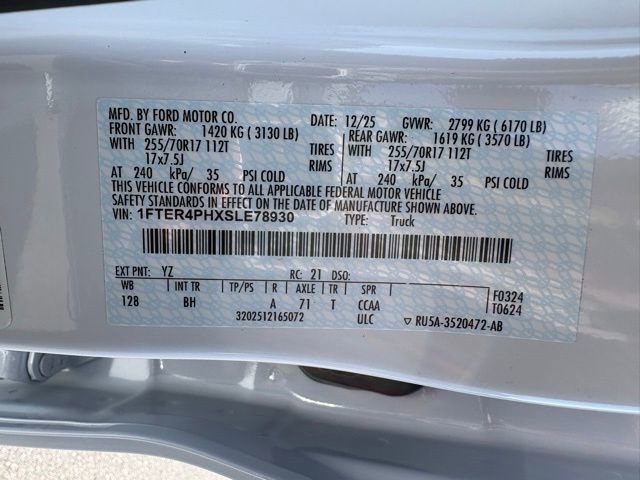 MFD. BY FORD MOTOR CO. DATE: 12/25 GVWR: 2799 KG ( 6170 LB)
FRONT GAWR: 1420 KG ( 3130 LB) REAR GAWR: 1619 KG ( 3570 LB)
WITH 255/70R17 112T TIRES WITH 255/70R17 112T TIRES
17x7.5J RIMS 17x7.5J RIMS
AT 240 kPa/ 35 PSI COLD AT 240 kPa/ 35 PSI COLD
THIS VEHICLE CONFORMS TO ALL APPLICABLE FEDERAL MOTOR VEHICLE
SAFETY STANDARDS IN EFFECT ON THE DATE OF MANUFACTURE SHOWN ABOVE.
VIN: 1FTER4PHXSLE78930 TYPE: Truck
EXT PNT: YZ RC: 21 DSO:
WB INT TR TP/PS R AXLE TR SPR F0324
128 BH A 71 T CCAA T0624
3202512165072 ULC ▽ RU5A-3520472-AB